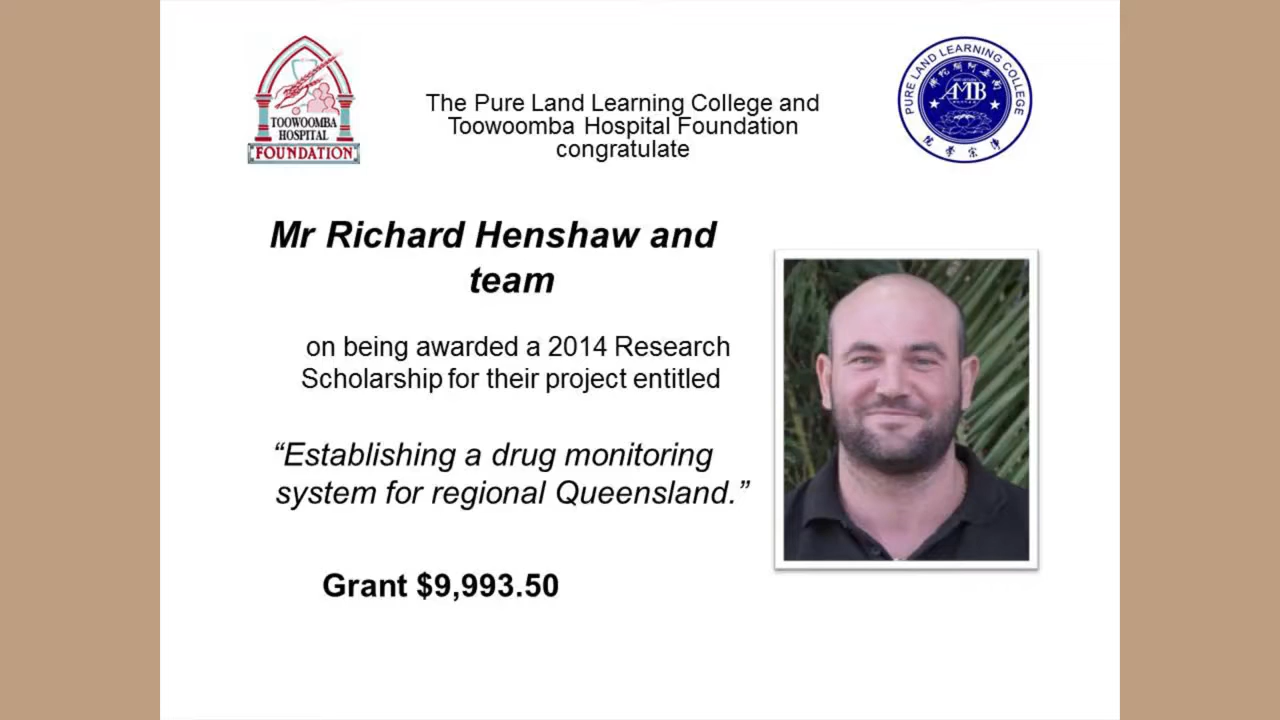 TOOWOOMBA
HOSPITAL
FOUNDATION
The Pure Land Learning College and
Toowoomba Hospital Foundation
congratulate
PURE LAND LEARNING COLLEGE
AMB
Mr Richard Henshaw and
team
on being awarded a 2014 Research
Scholarship for their project entitled
“Establishing a drug monitoring
system for regional Queensland.”
Grant $9,993.50